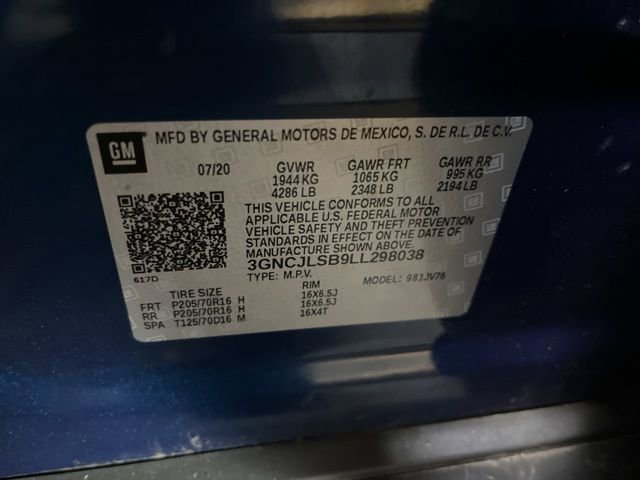 GM MFD BY GENERAL MOTORS DE MEXICO, S. DE R.L. DE C.V.
07/20 GVWR GAWR FRT GAWR RR
1944 KG 1065 KG 995 KG
4286 LB 2348 LB 2194 LB
THIS VEHICLE CONFORMS TO ALL
APPLICABLE U.S. FEDERAL MOTOR
VEHICLE SAFETY AND THEFT PREVENTION
STANDARDS IN EFFECT ON THE DATE OF
MANUFACTURE SHOWN ABOVE.
3GNCJLSB9LL298038
617D TYPE: M.P.V. MODEL: 981JV76
TIRE SIZE RIM
FRT P205/70R16 H 16X6.5J
RR P205/70R16 H 16X6.5J
SPA T125/70D16 M 16X4T